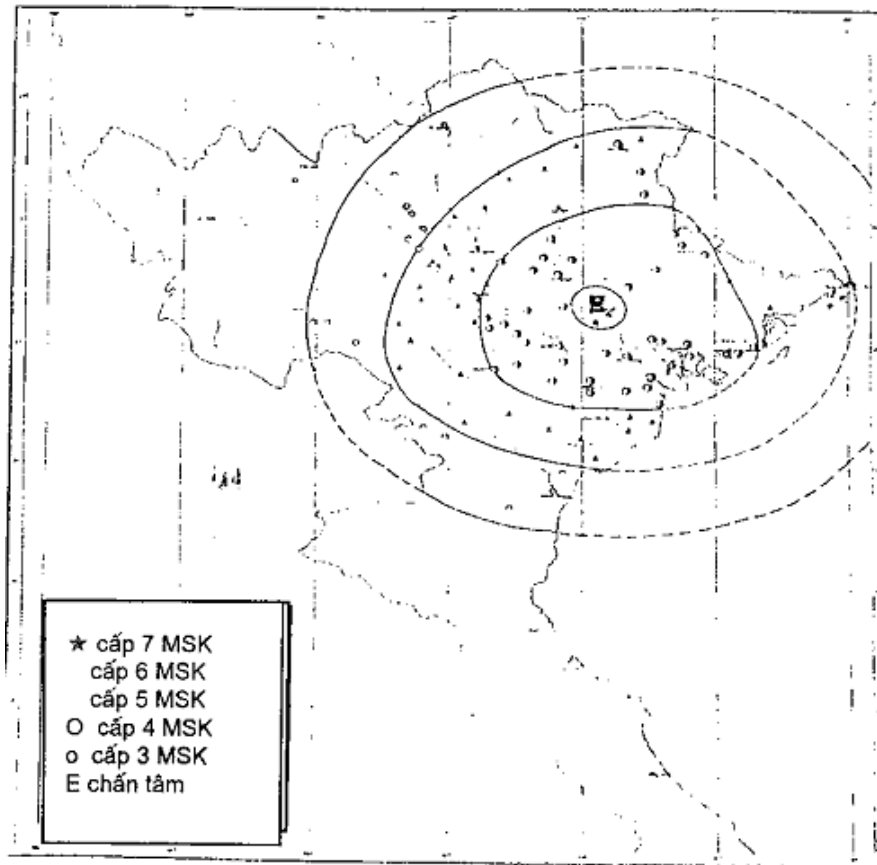 ★ cấp 7 MSK
cấp 6 MSK
cấp 5 MSK
O cấp 4 MSK
o cấp 3 MSK
E chấn tâm